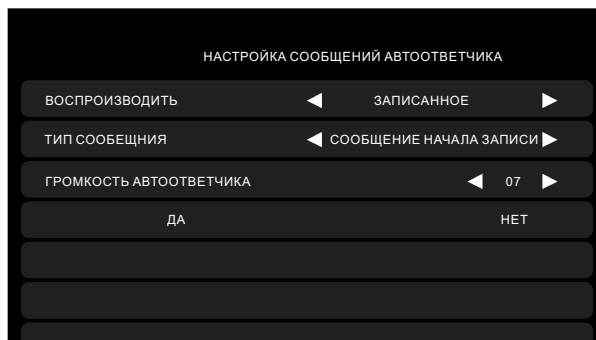 НАСТРОЙКА СООБЩЕНИЙ АВТООТВЕТЧИКА
ВОСПРОИЗВОДИТЬ ЗАПИСАННОЕ
ТИП СООБЕЩНИЯ СООБЩЕНИЕ НАЧАЛА ЗАПИСИ
ГРОМКОСТЬ АВТООТВЕТЧИКА 07
ДА НЕТ